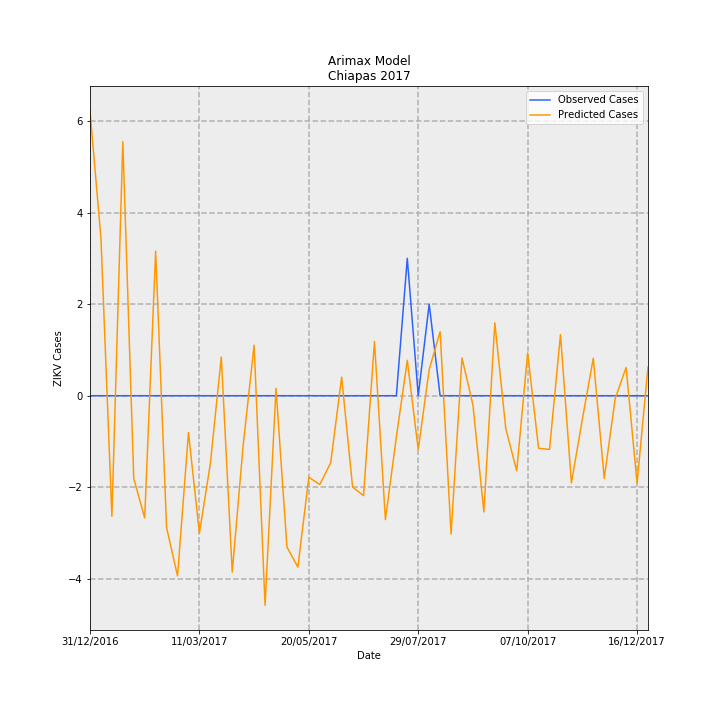 Arimax Model
Chiapas 2017
Observed Cases
Predicted Cases
6
4
2
0
−2
−4
ZIKV Cases
31/12/2016
11/03/2017
20/05/2017
29/07/2017
07/10/2017
16/12/2017
Date